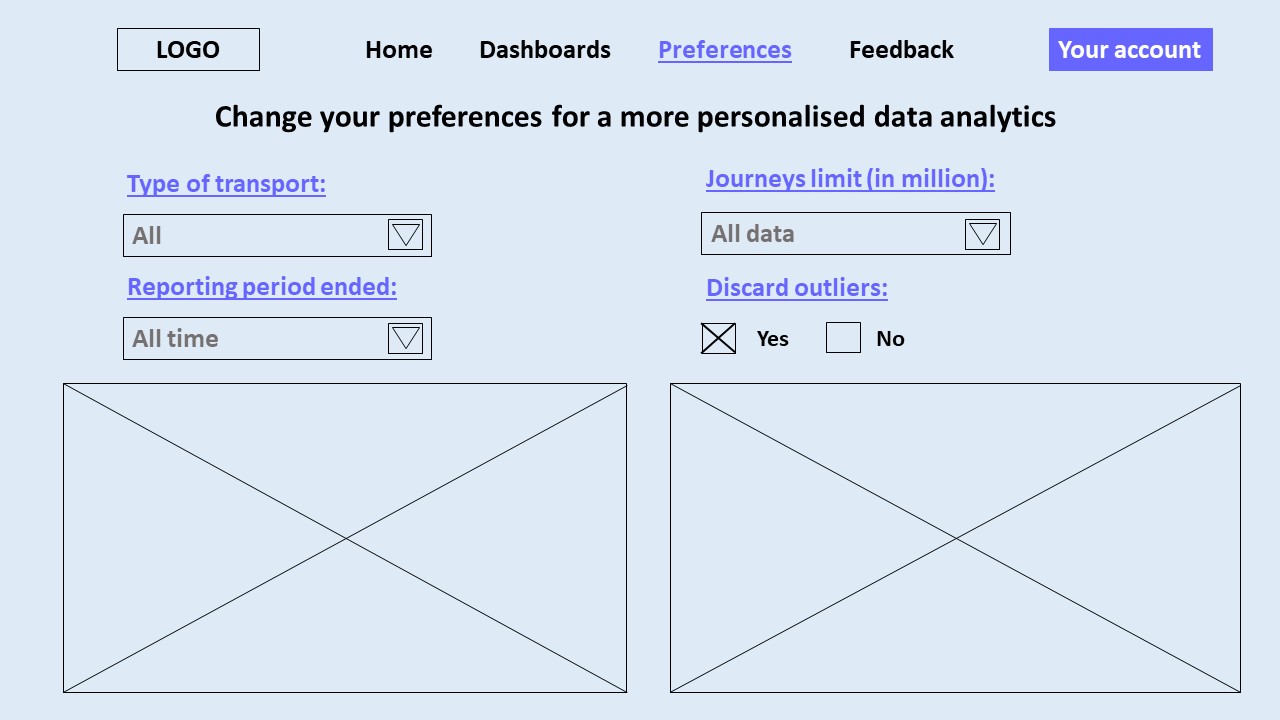 LOGO
Home Dashboards Preferences Feedback Your account
Change your preferences for a more personalised data analytics
Type of transport:
All
Reporting period ended:
All time
Journeys limit (in million):
All data
Discard outliers:
Yes No